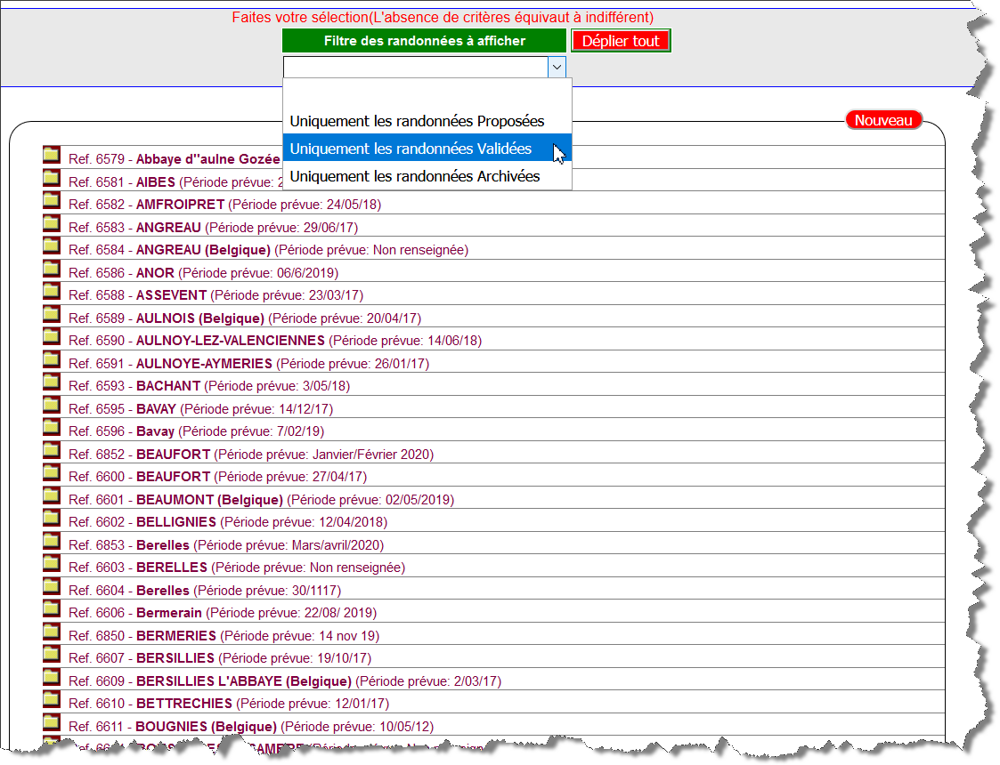 Faites votre sélection(L'absence de critères équivaut à indifférent)
Filtre des randonnées à afficher
Déplier tout
Uniquement les randonnées Proposées
Uniquement les randonnées Validées
Uniquement les randonnées Archivées
Nouveau
Ref. 6579 - Abbaye d''aulne Gozée
Ref. 6581 - AIBES (Période prévue: 2
Ref. 6582 - AMFROIPRET (Période prévue: 24/05/18)
Ref. 6583 - ANGREAU (Période prévue: 29/06/17)
Ref. 6584 - ANGREAU (Belgique) (Période prévue: Non renseignée)
Ref. 6586 - ANOR (Période prévue: 06/6/2019)
Ref. 6588 - ASSEVENT (Période prévue: 23/03/17)
Ref. 6589 - AULNOIS (Belgique) (Période prévue: 20/04/17)
Ref. 6590 - AULNOY-LEZ-VALENCIENNES (Période prévue: 14/06/18)
Ref. 6591 - AULNOYE-AYMERIES (Période prévue: 26/01/17)
Ref. 6593 - BACHANT (Période prévue: 3/05/18)
Ref. 6595 - BAVAY (Période prévue: 14/12/17)
Ref. 6596 - Bavay (Période prévue: 7/02/19)
Ref. 6852 - BEAUFORT (Période prévue: Janvier/Février 2020)
Ref. 6600 - BEAUFORT (Période prévue: 27/04/17)
Ref. 6601 - BEAUMONT (Belgique) (Période prévue: 02/05/2019)
Ref. 6602 - BELLIGNIES (Période prévue: 12/04/2018)
Ref. 6853 - Berelles (Période prévue: Mars/avril/2020)
Ref. 6603 - BERELLES (Période prévue: Non renseignée)
Ref. 6604 - Berelles (Période prévue: 30/1117)
Ref. 6606 - Bermerain (Période prévue: 22/08/ 2019)
Ref. 6850 - BERMERIES (Période prévue: 14 nov 19)
Ref. 6607 - BERSILLIES (Période prévue: 19/10/17)
Ref. 6609 - BERSILLIES L'ABBAYE (Belgique) (Période prévue: 2/03/17)
Ref. 6610 - BETTRECHIES (Période prévue: 12/01/17)
Ref. 6611 - BOUGNIES (Belgique) (Période prévue: 10/05/12)